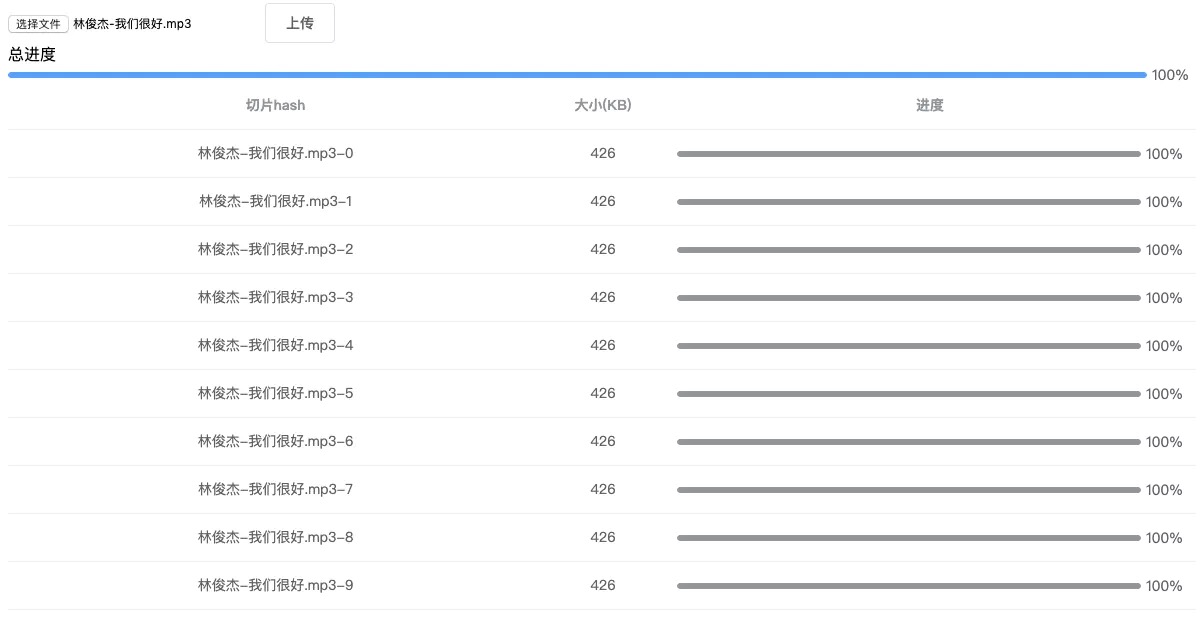 选择文件 林俊杰-我们很好.mp3 上传
总进度
100%
切片hash 大小(KB) 进度
林俊杰-我们很好.mp3-0 426 100%
林俊杰-我们很好.mp3-1 426 100%
林俊杰-我们很好.mp3-2 426 100%
林俊杰-我们很好.mp3-3 426 100%
林俊杰-我们很好.mp3-4 426 100%
林俊杰-我们很好.mp3-5 426 100%
林俊杰-我们很好.mp3-6 426 100%
林俊杰-我们很好.mp3-7 426 100%
林俊杰-我们很好.mp3-8 426 100%
林俊杰-我们很好.mp3-9 426 100%